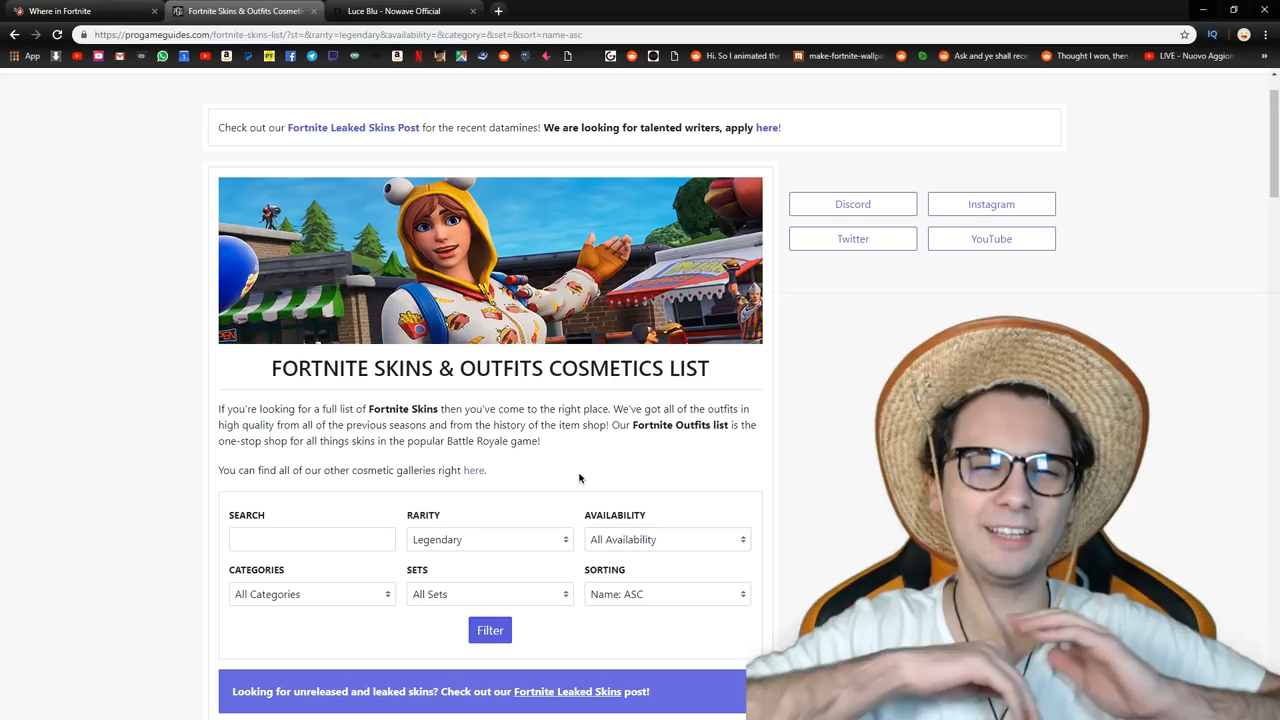 Where in Fortnite
Fortnite Skins & Outfits Cosmeti
Luce Blu - Nowave Official
https://progameguides.com/fortnite-skins-list/?st=&rarity=legendary&availability=&category=&set=&sort=name-asc
App
Hi. So I animated the
make-fortnite-wallpa
Ask and ye shall rece
Thought I won, then
LIVE - Nuovo Aggion
Check out our Fortnite Leaked Skins Post for the recent datamines! We are looking for talented writers, apply here!
Discord
Instagram
Twitter
YouTube
FORTNITE SKINS & OUTFITS COSMETICS LIST
If you're looking for a full list of Fortnite Skins then you've come to the right place. We've got all of the outfits in
high quality from all of the previous seasons and from the history of the item shop! Our Fortnite Outfits list is the
one-stop shop for all things skins in the popular Battle Royale game!
You can find all of our other cosmetic galleries right here.
SEARCH
RARITY
AVAILABILITY
Legendary
All Availability
CATEGORIES
SETS
SORTING
All Categories
All Sets
Name: ASC
Filter
Looking for unreleased and leaked skins? Check out our Fortnite Leaked Skins post!